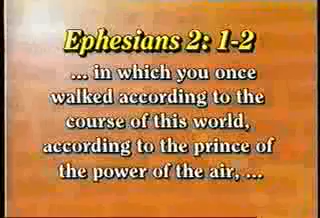 Ephesians 2: 1-2
... in which you once
walked according to the
course of this world,
according to the prince of
the power of the air, ...